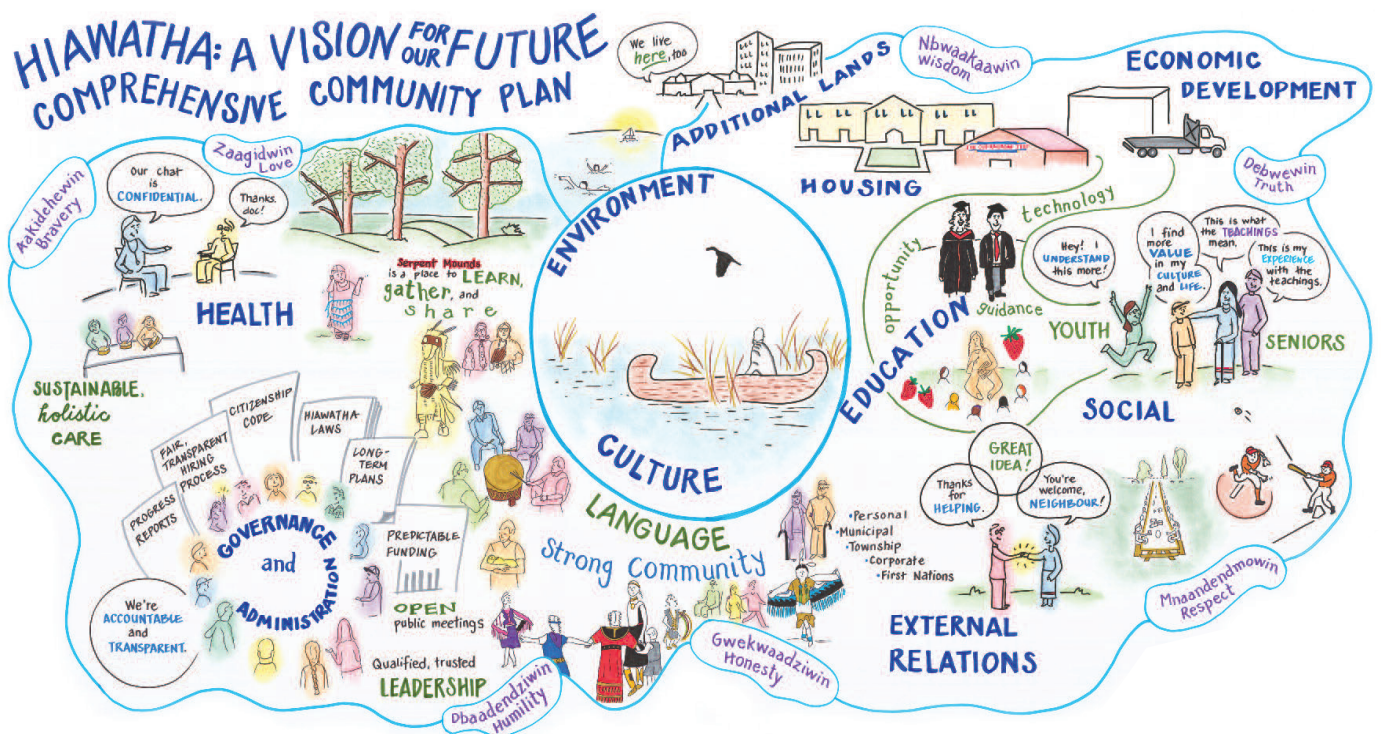 HIAWATHA: A VISION FOR OUR FUTURE
COMPREHENSIVE COMMUNITY PLAN
We live
here, too
ADDITIONAL LANDS
Nbwaakaawin
Wisdom
ECONOMIC
DEVELOPMENT
HOUSING
Debwewin
Truth
Zaagidwin
Love
Aakidehewin
Bravery
Our chat
is
CONFIDENTIAL.
Thanks,
doc!
HEALTH
SUSTAINABLE,
holistic
CARE
Serpent Mounds
is a place to LEARN,
gather, and
share
ENVIRONMENT
CULTURE
EDUCATION
opportunity
technology
guidance
Hey! I
UNDERSTAND
this more!
I find
more
VALUE
in my
CULTURE
and LIFE.
This is what
the TEACHINGS
mean.
This is my
EXPERIENCE
with the
teachings.
YOUTH
SENIORS
SOCIAL
PROGRESS
REPORTS
FAIR,
TRANSPARENT
HIRING
PROCESS
CITIZENSHIP
CODE
HIAWATHA
LAWS
LONG-
TERM
PLANS
PREDICTABLE
FUNDING
GOVERNANCE
and
ADMINISTRATION
We're
ACCOUNTABLE
and
TRANSPARENT.
OPEN
public meetings
Qualified, trusted
LEADERSHIP
LANGUAGE
Strong Community
Dbaadendziwin
Humility
Gwekwaadziwin
Honesty
GREAT
IDEA!
Thanks
for
HELPING.
You're
welcome,
NEIGHBOUR!
•Personal
•Municipal
•Township
•Corporate
•First Nations
EXTERNAL
RELATIONS
Mnaandendmowin
Respect